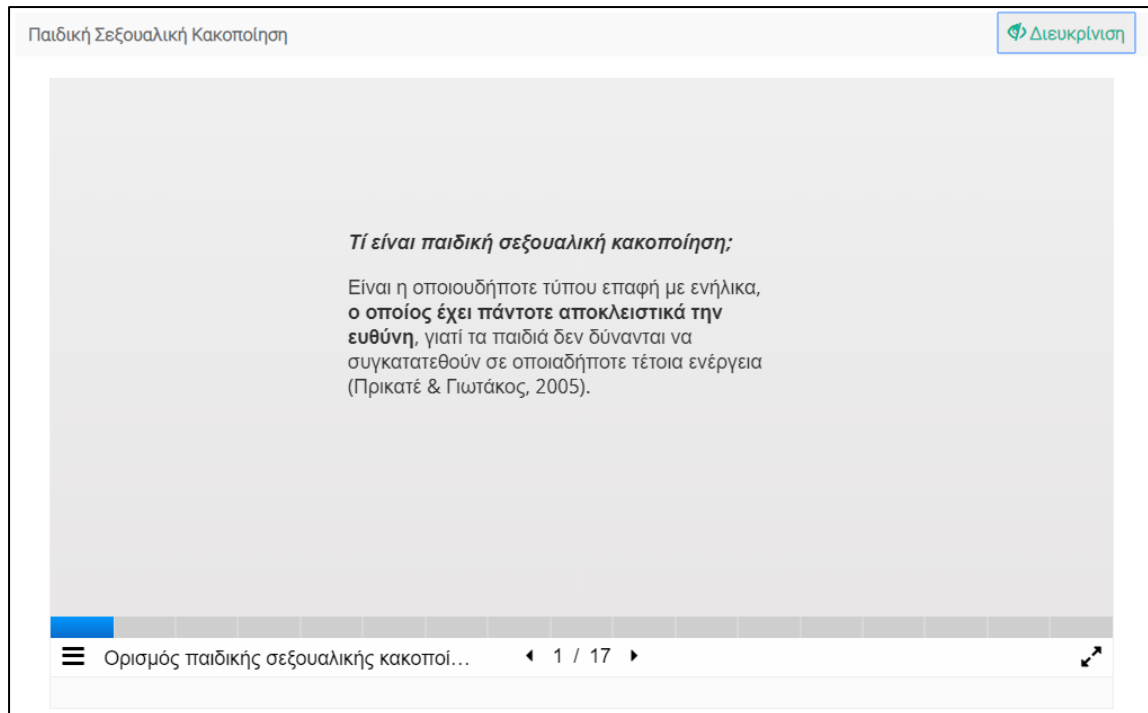 Παιδική Σεξουαλική Κακοποίηση
Διευκρίνιση
Τί είναι παιδική σεξουαλική κακοποίηση;
Είναι η οποιουδήποτε τύπου επαφή με ενήλικα,
ο οποίος έχει πάντοτε αποκλειστικά την
ευθύνη, γιατί τα παιδιά δεν δύνανται να
συγκατατεθούν σε οποιαδήποτε τέτοια ενέργεια
(Πρικατέ & Γιωτάκος, 2005).
Ορισμός παιδικής σεξουαλικής κακοποί...
1 / 17